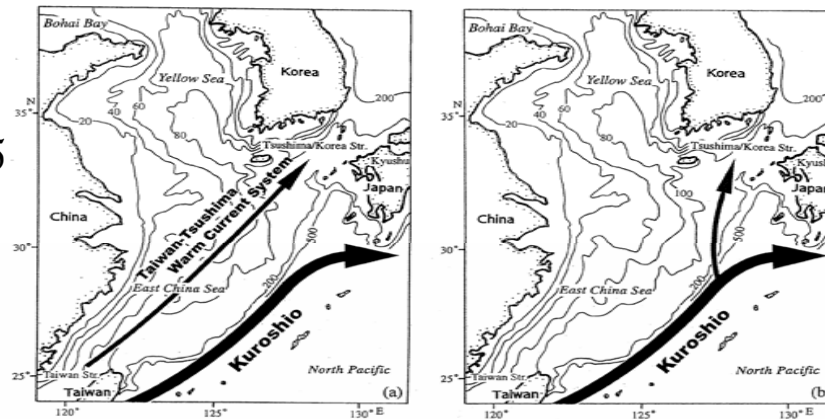 Bohai Bay
Korea
Yellow Sea
N
35°
200
40
60
20
80
Tsushima/Korea Str.
Kyushu
Japan
China
Taiwan-Tsushima
Warm Current System
30°
500
200
East China Sea
Kuroshio
North Pacific
Taiwan Str.
25°
Taiwan
(a)
120°
125°
130° E
Bohai Bay
Korea
Yellow Sea
N
35°
200
40
60
20
80
Tsushima/Korea Str.
Kyush
Japan
100
China
30°
500
200
East China Sea
Kuroshio
North Pacific
Taiwan Str.
25°
Taiwan
(b
120°
125°
130° E